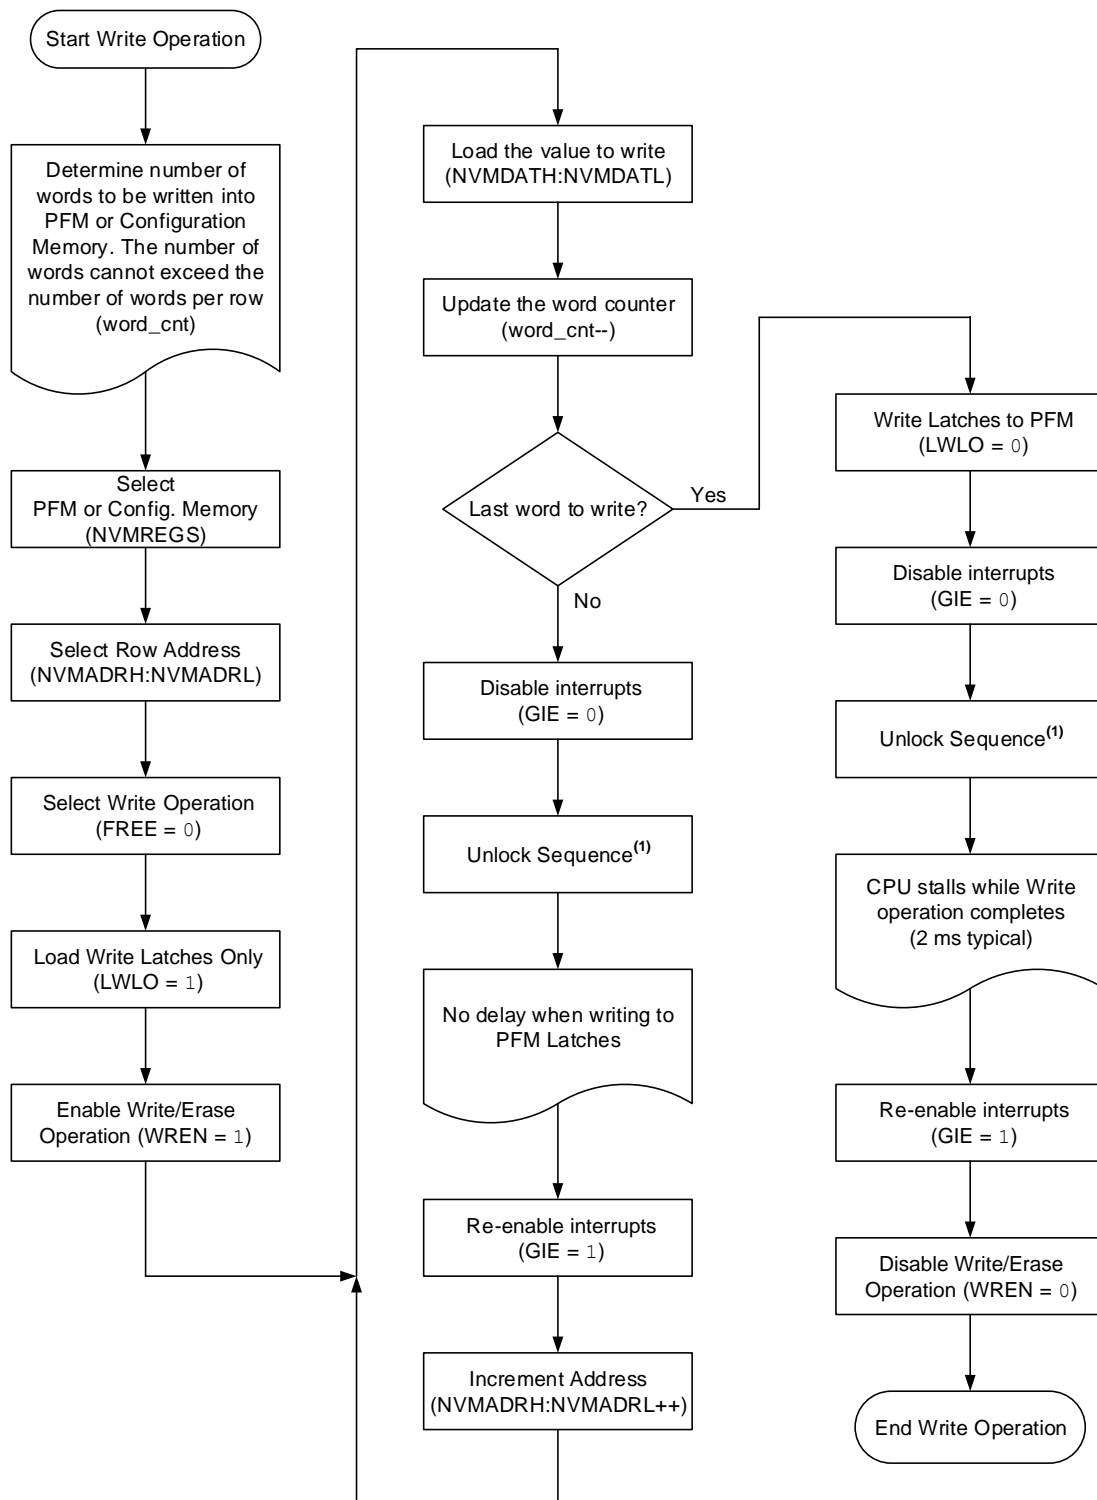 Start Write Operation
Determine number of
words to be written into
PFM or Configuration
Memory. The number of
words cannot exceed the
number of words per row
(word_cnt)
Select
PFM or Config. Memory
(NVMREGS)
Select Row Address
(NVMADRH:NVMADRL)
Select Write Operation
(FREE = 0)
Load Write Latches Only
(LWLO = 1)
Enable Write/Erase
Operation (WREN = 1)
Load the value to write
(NVMDATH:NVMDATL)
Update the word counter
(word_cnt--)
Last word to write?
Yes
No
Disable interrupts
(GIE = 0)
Unlock Sequence(1)
No delay when writing to
PFM Latches
Re-enable interrupts
(GIE = 1)
Increment Address
(NVMADRH:NVMADRL++)
Write Latches to PFM
(LWLO = 0)
Disable interrupts
(GIE = 0)
Unlock Sequence(1)
CPU stalls while Write
operation completes
(2 ms typical)
Re-enable interrupts
(GIE = 1)
Disable Write/Erase
Operation (WREN = 0)
End Write Operation